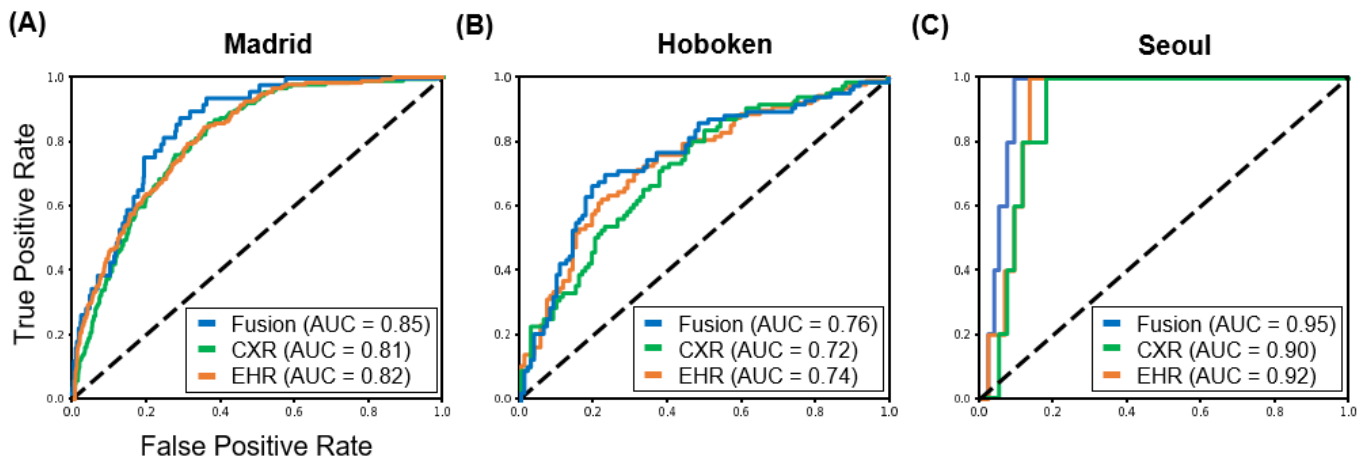 (A)
Madrid
1.0
0.8
0.6
0.4
0.2
0.0
0.0 0.2 0.4 0.6 0.8 1.0
True Positive Rate
False Positive Rate
Fusion (AUC = 0.85)
CXR (AUC = 0.81)
EHR (AUC = 0.82)
(B)
Hoboken
1.0
0.8
0.6
0.4
0.2
0.0
0.0 0.2 0.4 0.6 0.8 1.0
Fusion (AUC = 0.76)
CXR (AUC = 0.72)
EHR (AUC = 0.74)
(C)
Seoul
1.0
0.8
0.6
0.4
0.2
0.0
0.0 0.2 0.4 0.6 0.8 1.0
Fusion (AUC = 0.95)
CXR (AUC = 0.90)
EHR (AUC = 0.92)